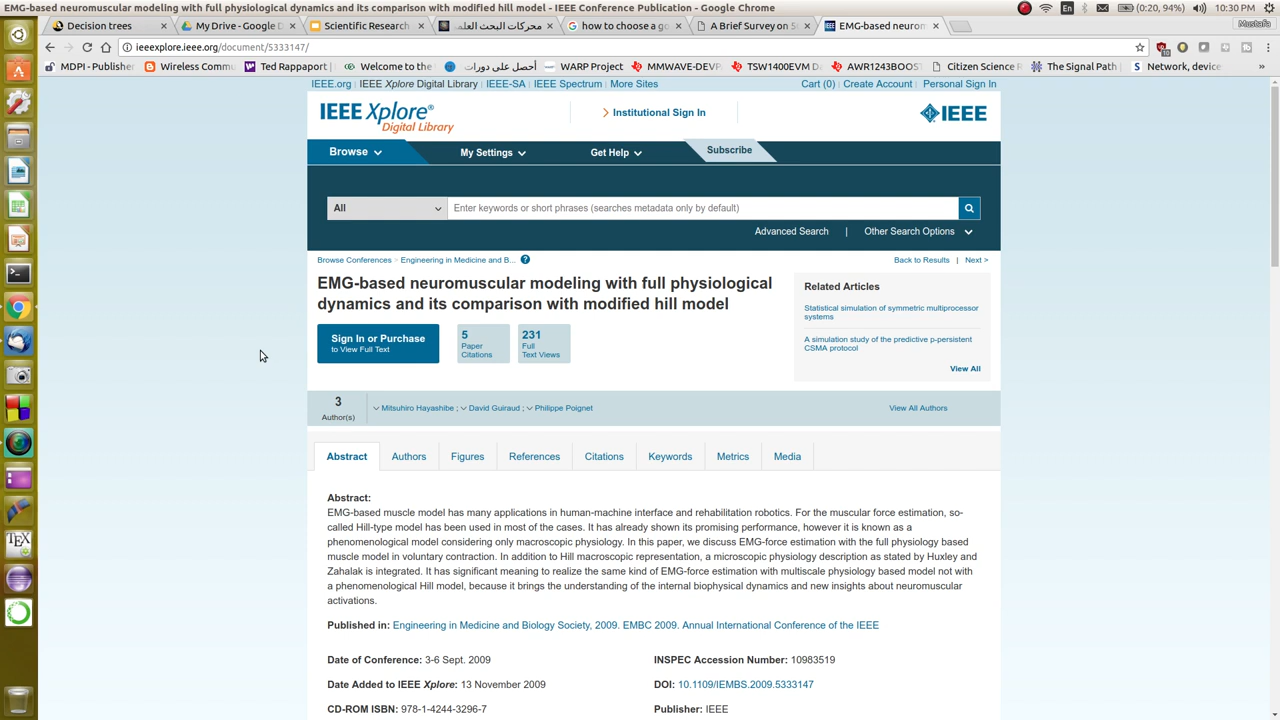 EMG-based neuromuscular modeling with full physiological dynamics and its comparison with modified hill model - IEEE Conference Publication - Google Chrome
En (0:20, 94%) 10:30 PM
Decision trees My Drive - Google D Scientific Research محركات البحث العلمية how to choose a go A Brief Survey on 5 EMG-based neurom Mostafa
ieeexplore.ieee.org/document/5333147/
MDPI - Publisher Wireless Commu Ted Rappaport Welcome to the أحصل على دورات WARP Project MMWAVE-DEVP TSW1400EVM D AWR1243BOOST Citizen Science R The Signal Path Network, device »
IEEE.org | IEEE Xplore Digital Library | IEEE-SA | IEEE Spectrum | More Sites Cart (0) | Create Account | Personal Sign In
IEEE Xplore®
Digital Library
Institutional Sign In
IEEE
Browse My Settings Get Help Subscribe
All Enter keywords or short phrases (searches metadata only by default)
Advanced Search | Other Search Options
Browse Conferences > Engineering in Medicine and B... ? Back to Results | Next >
EMG-based neuromuscular modeling with full physiological
dynamics and its comparison with modified hill model
Sign In or Purchase
to View Full Text
5
Paper
Citations
231
Full
Text Views
Related Articles
Statistical simulation of symmetric multiprocessor
systems
A simulation study of the predictive p-persistent
CSMA protocol
View All
3
Author(s)
Mitsuhiro Hayashibe ; David Guiraud ; Philippe Poignet View All Authors
Abstract Authors Figures References Citations Keywords Metrics Media
Abstract:
EMG-based muscle model has many applications in human-machine interface and rehabilitation robotics. For the muscular force estimation, so-
called Hill-type model has been used in most of the cases. It has already shown its promising performance, however it is known as a
phenomenological model considering only macroscopic physiology. In this paper, we discuss EMG-force estimation with the full physiology based
muscle model in voluntary contraction. In addition to Hill macroscopic representation, a microscopic physiology description as stated by Huxley and
Zahalak is integrated. It has significant meaning to realize the same kind of EMG-force estimation with multiscale physiology based model not with
a phenomenological Hill model, because it brings the understanding of the internal biophysical dynamics and new insights about neuromuscular
activations.
Published in: Engineering in Medicine and Biology Society, 2009. EMBC 2009. Annual International Conference of the IEEE
Date of Conference: 3-6 Sept. 2009 INSPEC Accession Number: 10983519
Date Added to IEEE Xplore: 13 November 2009 DOI: 10.1109/IEMBS.2009.5333147
CD-ROM ISBN: 978-1-4244-3296-7 Publisher: IEEE